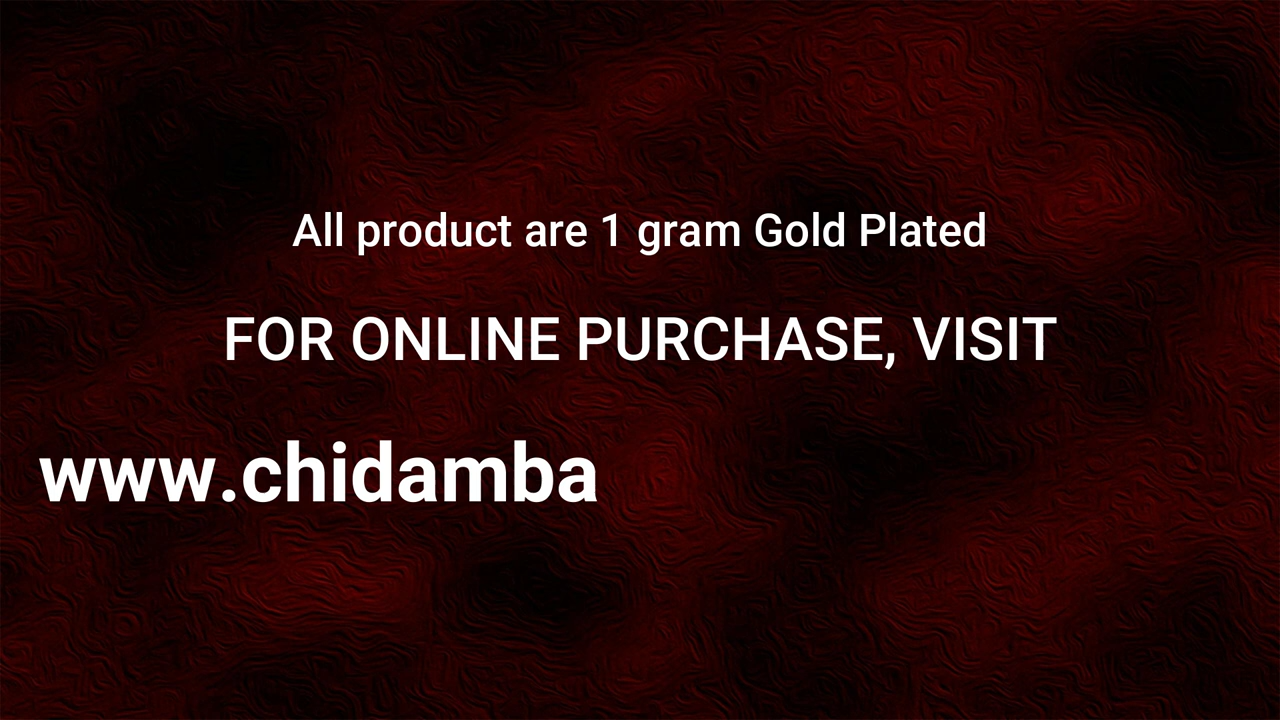 All product are 1 gram Gold Plated
FOR ONLINE PURCHASE, VISIT
www.chidamba